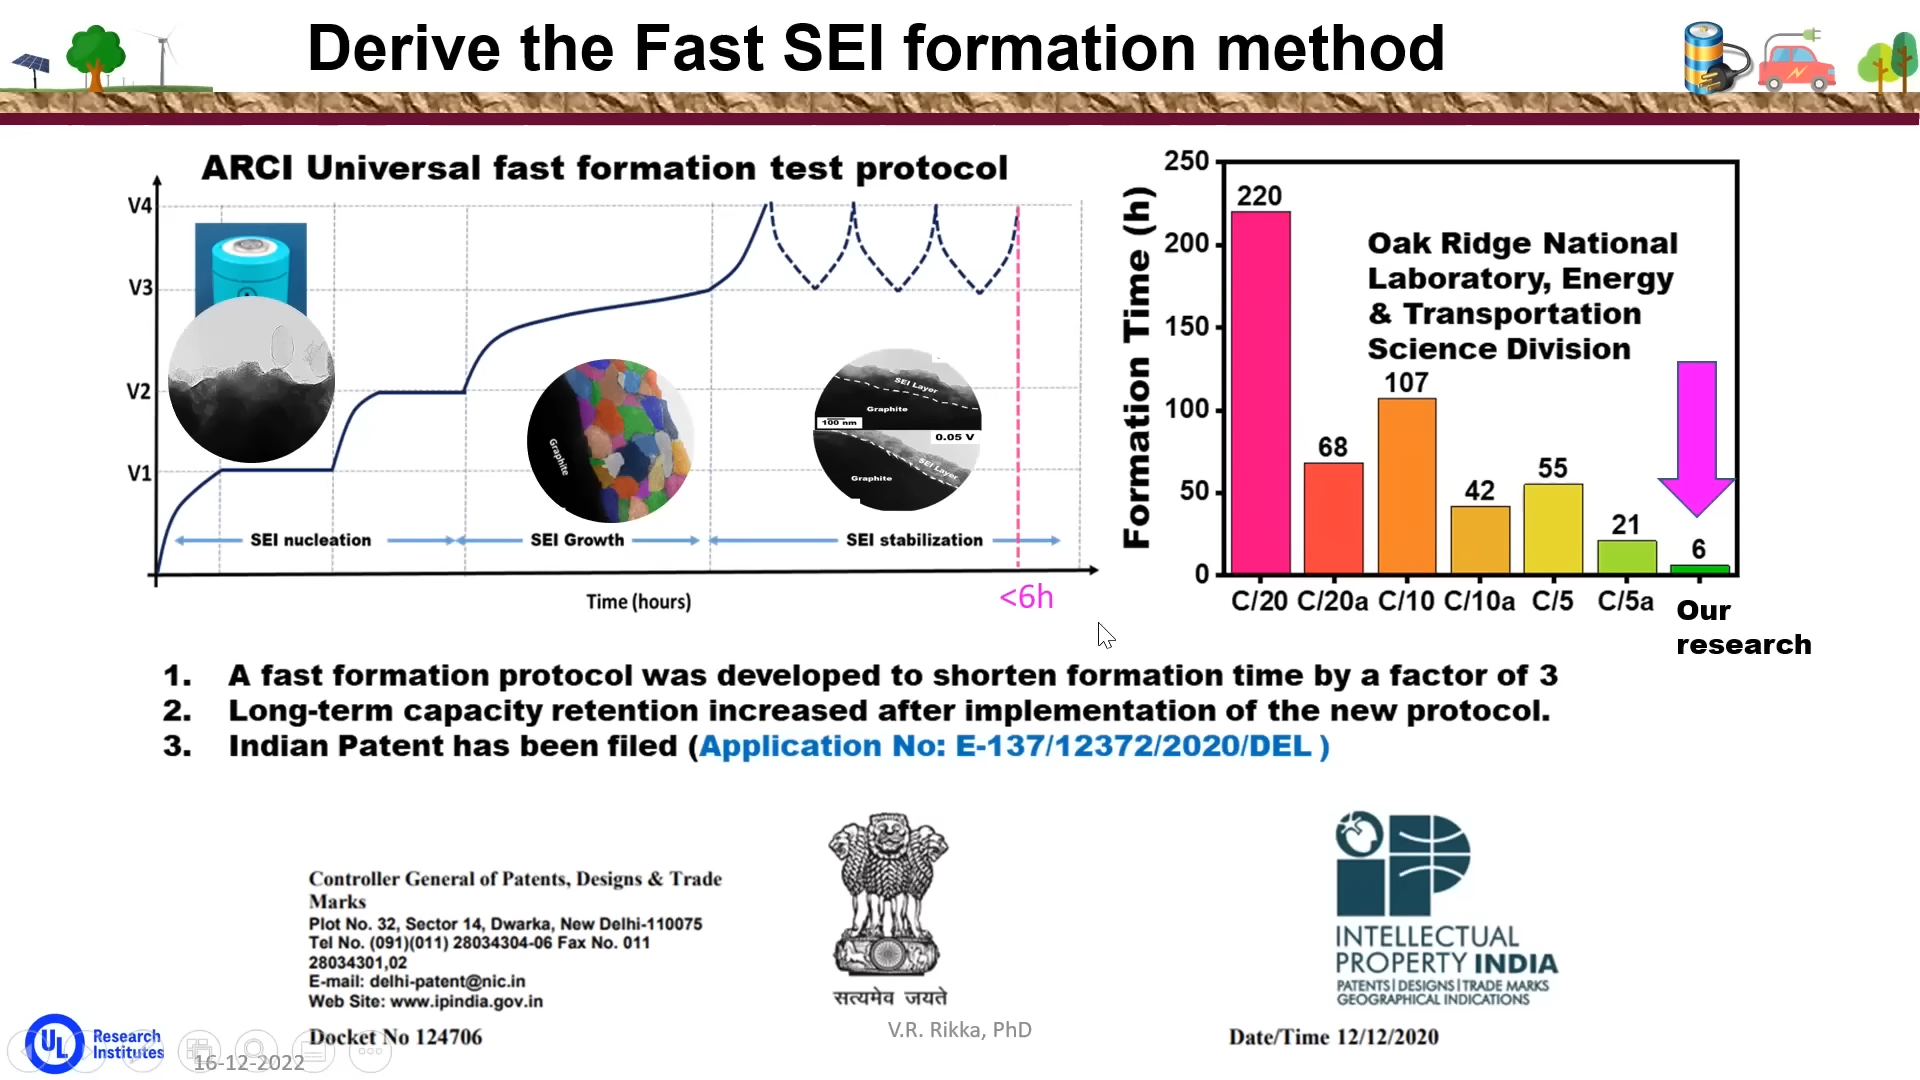 Derive the Fast SEI formation method
ARCI Universal fast formation test protocol
V4
V3
V2
V1
Graphite
SEI Layer
Graphite
100 nm
0.05 V
SEI Layer
Graphite
SEI nucleation
SEI Growth
SEI stabilization
Time (hours)
<6h
Formation Time (h)
250
200
150
100
50
0
220
68
107
42
55
21
6
Oak Ridge National
Laboratory, Energy
& Transportation
Science Division
C/20 C/20a C/10 C/10a C/5 C/5a
Our
research
1. A fast formation protocol was developed to shorten formation time by a factor of 3
2. Long-term capacity retention increased after implementation of the new protocol.
3. Indian Patent has been filed (Application No: E-137/12372/2020/DEL )
Controller General of Patents, Designs & Trade
Marks
Plot No. 32, Sector 14, Dwarka, New Delhi-110075
Tel No. (091)(011) 28034304-06 Fax No. 011
28034301,02
E-mail: delhi-patent@nic.in
Web Site: www.ipindia.gov.in
Docket No 124706
सत्यमेव जयते
INTELLECTUAL
PROPERTY INDIA
PATENTS | DESIGNS | TRADE MARKS
GEOGRAPHICAL INDICATIONS
Date/Time 12/12/2020
V.R. Rikka, PhD
UL
Research
Institutes
16-12-2022